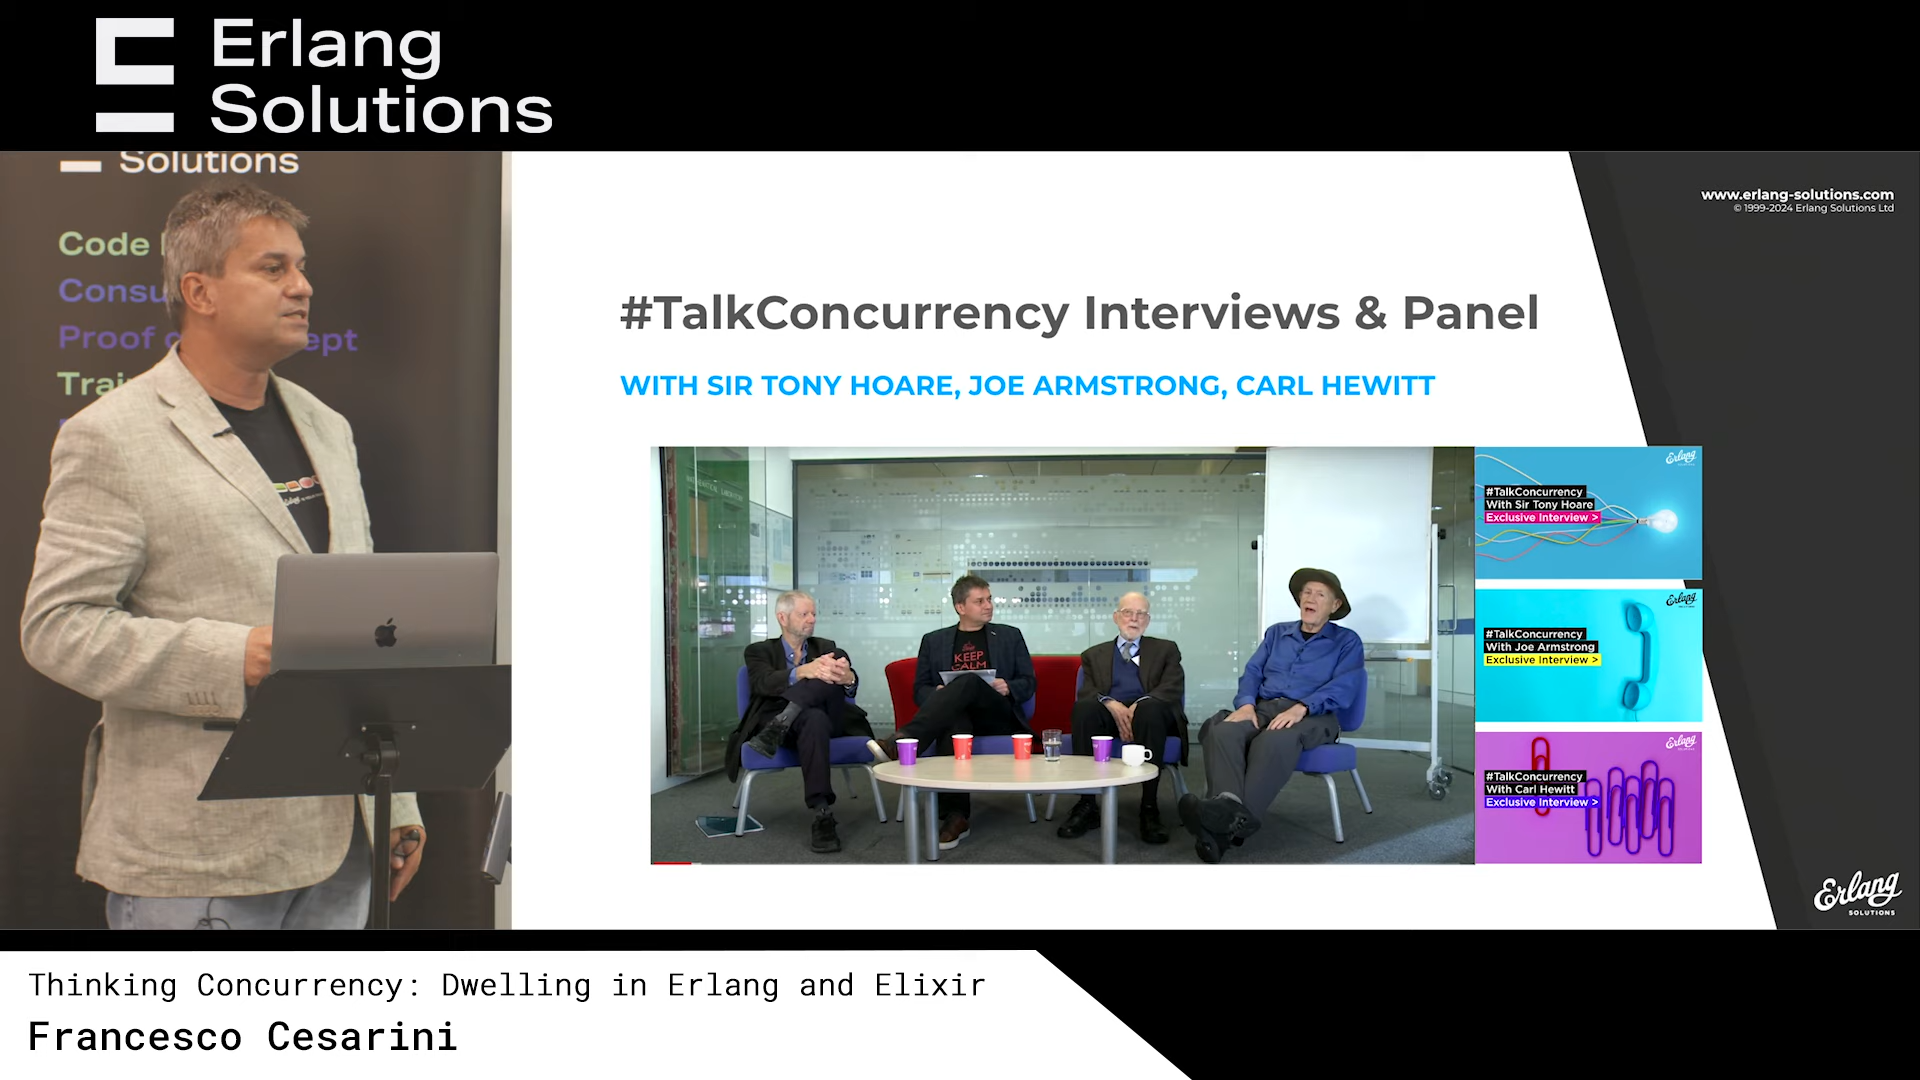 Erlang
Solutions
Solutions
Code
Consu
Proof c ept
Trai
www.erlang-solutions.com
© 1999-2024 Erlang Solutions Ltd
#TalkConcurrency Interviews & Panel
WITH SIR TONY HOARE, JOE ARMSTRONG, CARL HEWITT
KEEP
CALM
Erlang
#TalkConcurrency
With Sir Tony Hoare
Exclusive Interview >
Erlang
#TalkConcurrency
With Joe Armstrong
Exclusive Interview >
Erlang
#TalkConcurrency
With Carl Hewitt
Exclusive Interview >
Erlang
SOLUTIONS
Thinking Concurrency: Dwelling in Erlang and Elixir
Francesco Cesarini